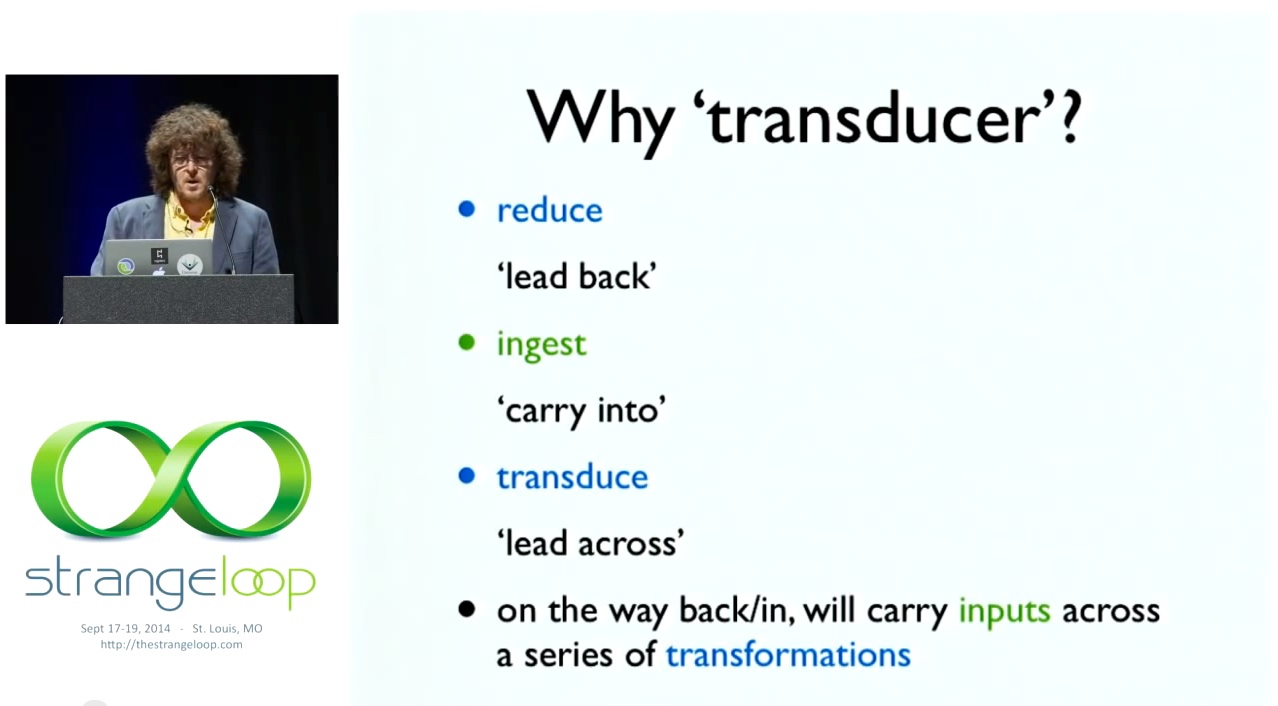 Why ‘transducer’?
• reduce
‘lead back’
• ingest
‘carry into’
• transduce
‘lead across’
• on the way back/in, will carry inputs across
a series of transformations
strangeloop
Sept 17-19, 2014 - St. Louis, MO
http://thestrangeloop.com